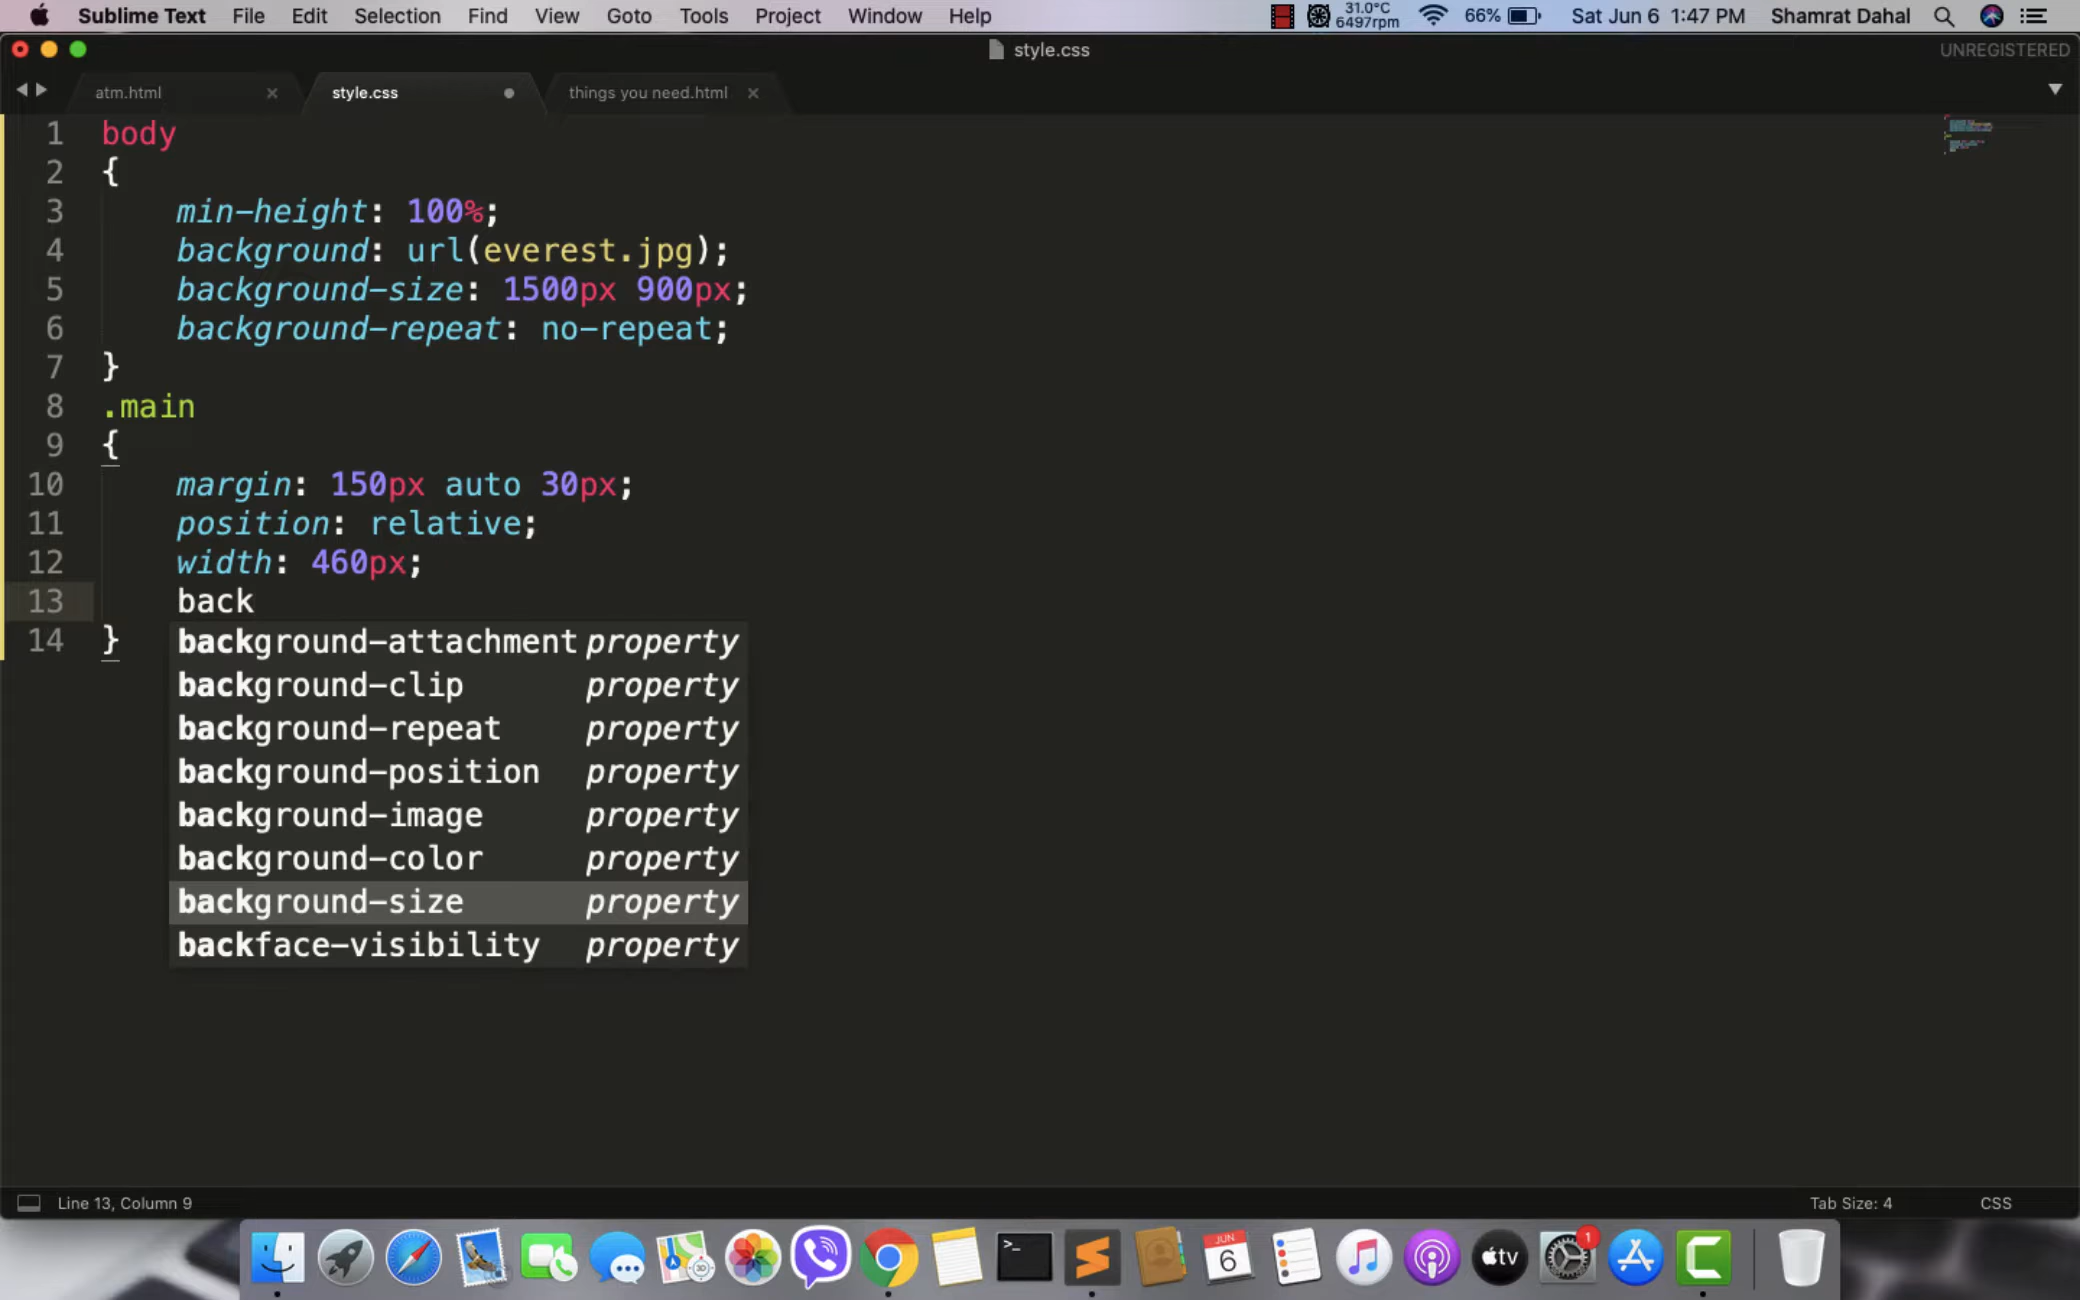 Sublime Text File Edit Selection Find View Goto Tools Project Window Help 31.0°C 6497rpm 66% Sat Jun 6 1:47 PM Shamrat Dahal
style.css UNREGISTERED
atm.html × style.css things you need.html ×
1 body
2 {
3 min-height: 100%;
4 background: url(everest.jpg);
5 background-size: 1500px 900px;
6 background-repeat: no-repeat;
7 }
8 .main
9 {
10 margin: 150px auto 30px;
11 position: relative;
12 width: 460px;
13 back
14 }
background-attachment property
background-clip property
background-repeat property
background-position property
background-image property
background-color property
background-size property
backface-visibility property
Line 13, Column 9 Tab Size: 4 CSS
3D >_ JUN 6 tv 1